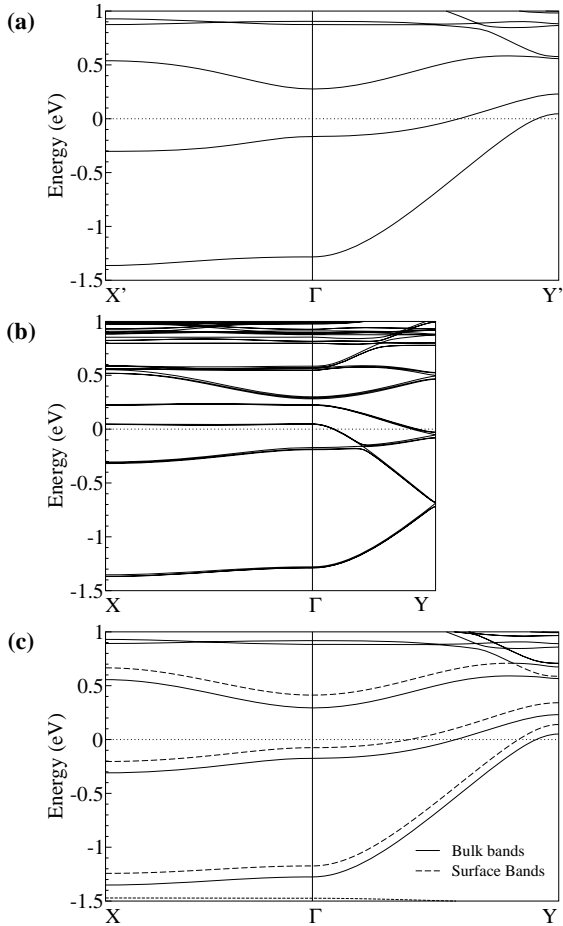 (a)
1
0.5
0
-0.5
-1
-1.5
Energy (eV)
X’ Γ Y’
(b)
1
0.5
0
-0.5
-1
-1.5
Energy (eV)
X Γ Y
(c)
1
0.5
0
-0.5
-1
-1.5
Energy (eV)
Bulk bands
Surface Bands
X Γ Y